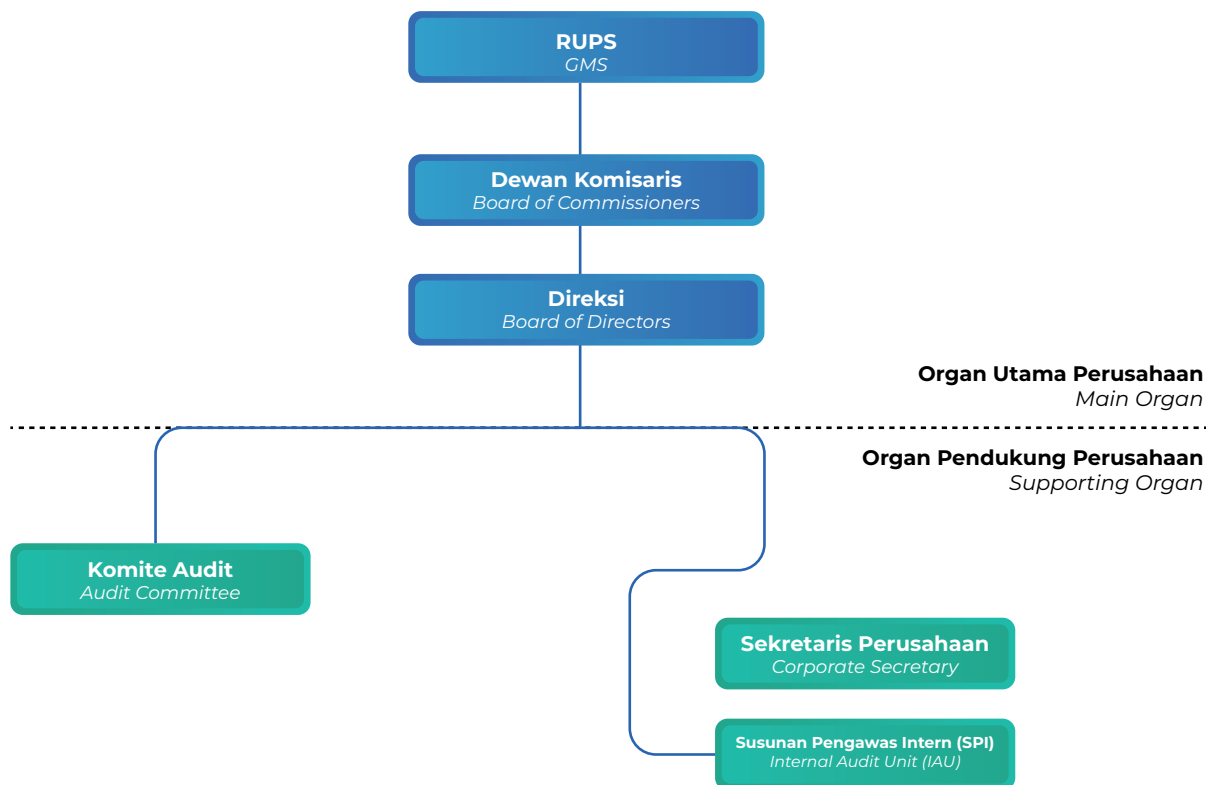 RUPS
GMS
Dewan Komisaris
Board of Commissioners
Direksi
Board of Directors
Organ Utama Perusahaan
Main Organ
Organ Pendukung Perusahaan
Supporting Organ
Komite Audit
Audit Committee
Sekretaris Perusahaan
Corporate Secretary
Susunan Pengawas Intern (SPI)
Internal Audit Unit (IAU)